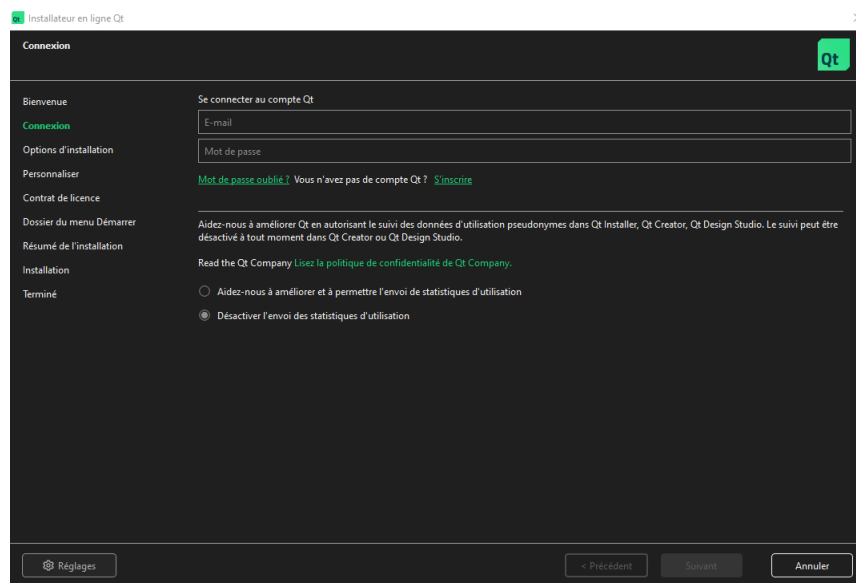 Qt Installateur en ligne Qt
Connexion
Qt
Bienvenue
Connexion
Options d'installation
Personnaliser
Contrat de licence
Dossier du menu Démarrer
Résumé de l'installation
Installation
Terminé
Se connecter au compte Qt
E-mail
Mot de passe
Mot de passe oublié ? Vous n'avez pas de compte Qt ? S'inscrire
Aidez-nous à améliorer Qt en autorisant le suivi des données d'utilisation pseudonymes dans Qt Installer, Qt Creator, Qt Design Studio. Le suivi peut être
désactivé à tout moment dans Qt Creator ou Qt Design Studio.
Read the Qt Company Lisez la politique de confidentialité de Qt Company.
Aidez-nous à améliorer et à permettre l'envoi de statistiques d'utilisation
Désactiver l'envoi des statistiques d'utilisation
Réglages
< Précédent
Suivant
Annuler